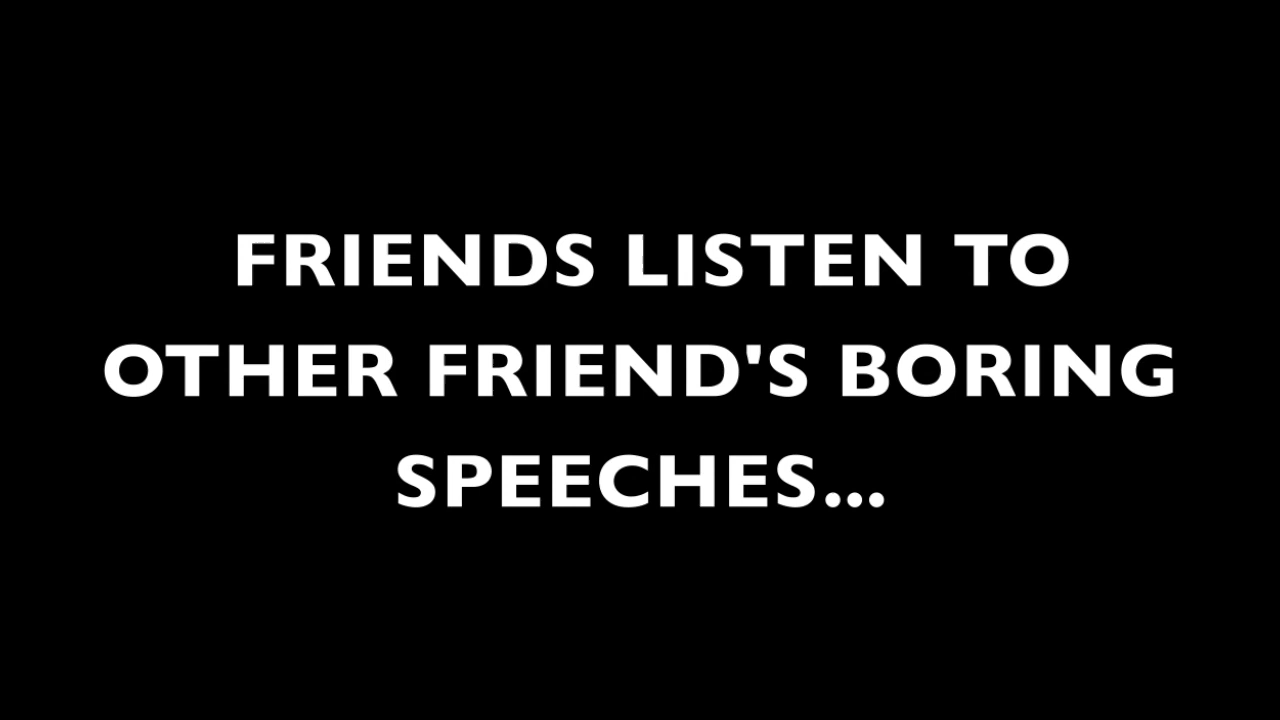 FRIENDS LISTEN TO
OTHER FRIEND'S BORING
SPEECHES...